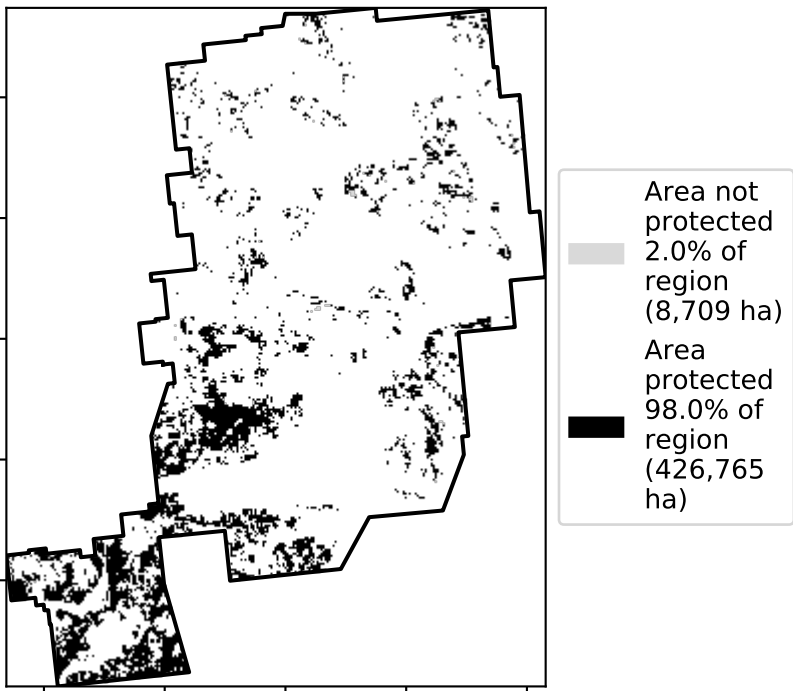 Area not
protected
2.0% of
region
(8,709 ha)
Area
protected
98.0% of
region
(426,765
ha)